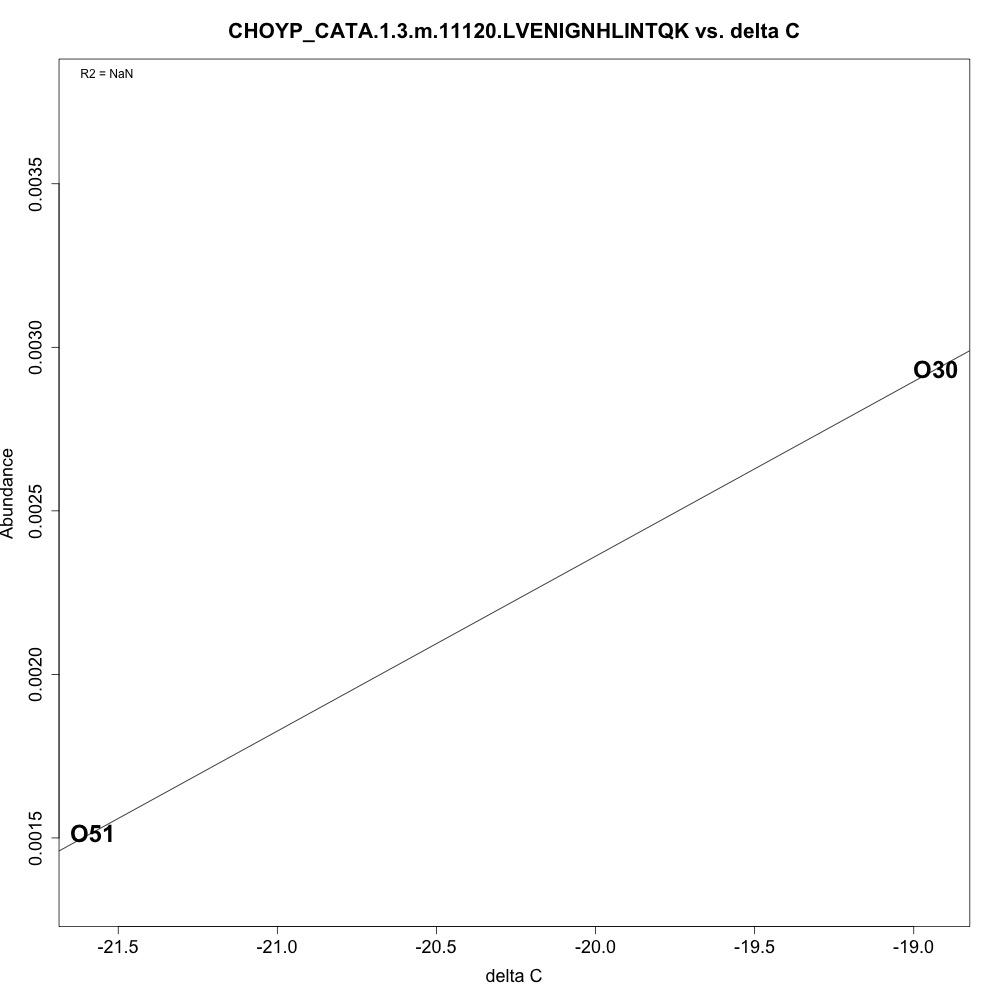 CHOYP_CATA.1.3.m.11120.LVENIGNHLINTQK vs. delta C
R2 = NaN
0.0035
0.0030
O30
0.0025
Abundance
0.0020
0.0015
O51
-21.5 -21.0 -20.5 -20.0 -19.5 -19.0
delta C